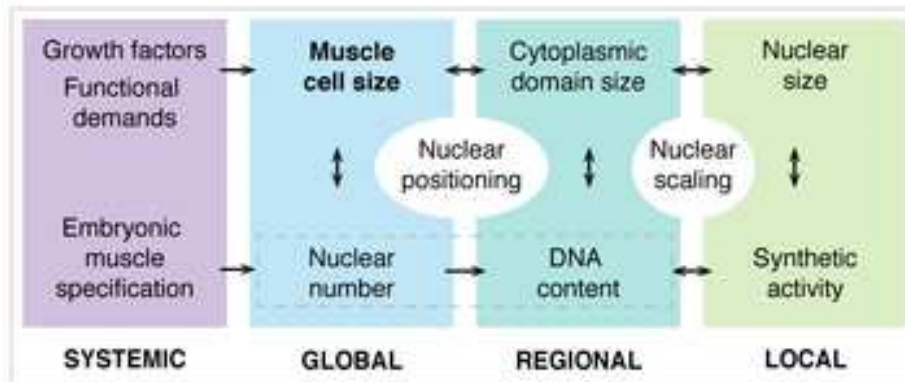 Growth factors
Functional
demands
Embryonic
muscle
specification
Muscle
cell size
Nuclear
number
Nuclear
positioning
Cytoplasmic
domain size
DNA
content
Nuclear
scaling
Nuclear
size
Synthetic
activity
SYSTEMIC
GLOBAL
REGIONAL
LOCAL